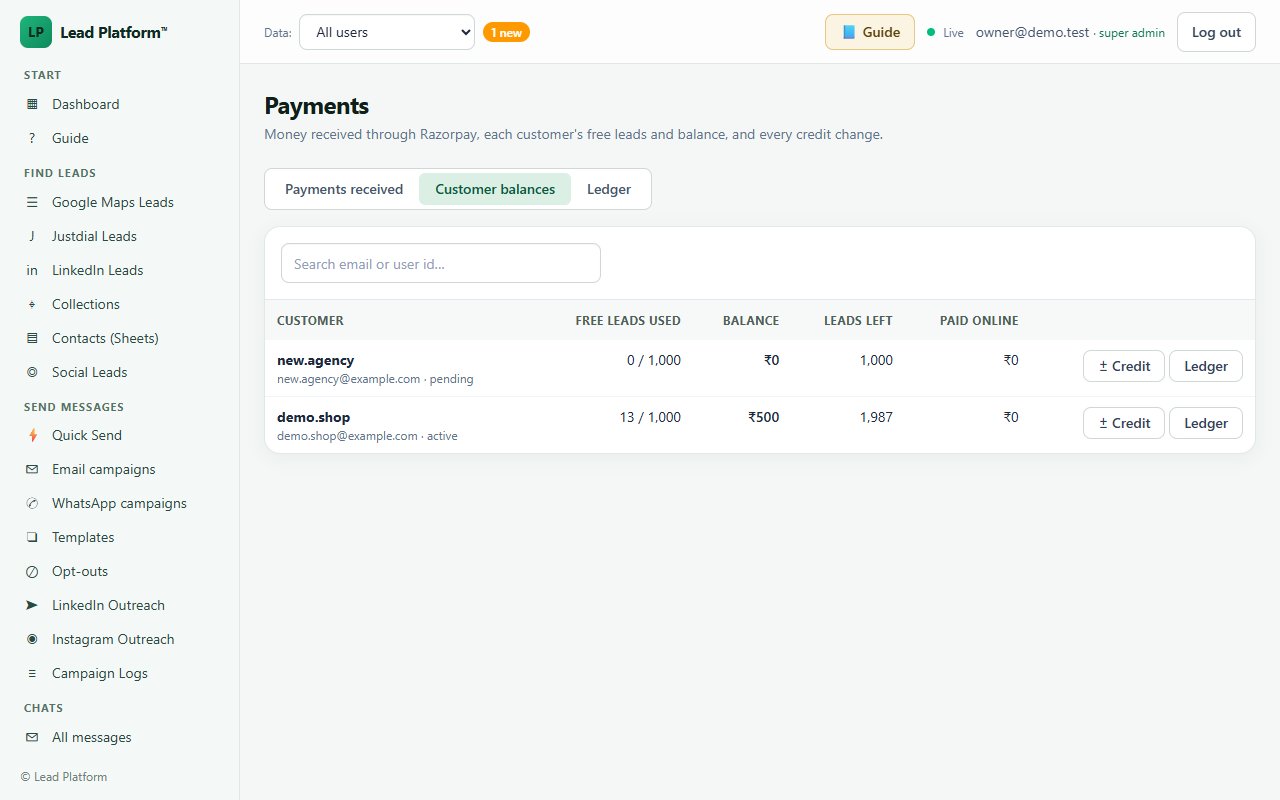 LP Lead Platform™
START
▦ Dashboard
? Guide
FIND LEADS
☰ Google Maps Leads
J Justdial Leads
in LinkedIn Leads
⌖ Collections
▤ Contacts (Sheets)
◎ Social Leads
SEND MESSAGES
⚡ Quick Send
✉ Email campaigns
✆ WhatsApp campaigns
❏ Templates
⊘ Opt-outs
➤ LinkedIn Outreach
◉ Instagram Outreach
≡ Campaign Logs
CHATS
✉ All messages
© Lead Platform
Data: All users 1 new 📘 Guide Live owner@demo.test · super admin Log out
Payments
Money received through Razorpay, each customer's free leads and balance, and every credit change.
Payments received Customer balances Ledger
Search email or user id...
CUSTOMER FREE LEADS USED BALANCE LEADS LEFT PAID ONLINE
new.agency 0 / 1,000 ₹0 1,000 ₹0 ± Credit Ledger
new.agency@example.com · pending
demo.shop 13 / 1,000 ₹500 1,987 ₹0 ± Credit Ledger
demo.shop@example.com · active